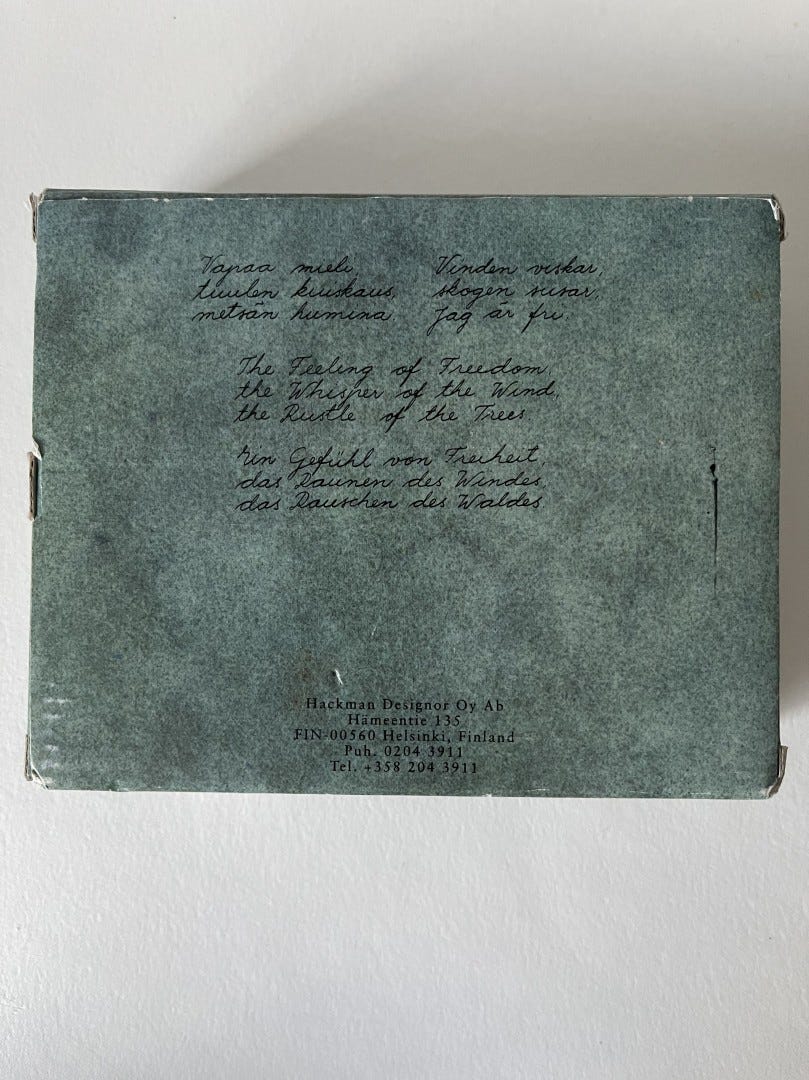 Vapaa mieli,
tuulen kuiskaus,
metsän humina.
Vinden viskar,
skogen susar,
Jag är fri.
The Feeling of Freedom,
the Whisper of the Wind,
the Rustle of the Trees
Ein Gefühl von Freiheit,
das Raunen des Windes
das Rauschen des Waldes
Hackman Designor Oy Ab
Hämeentie 135
FIN-00560 Helsinki, Finland
Puh. 0204 3911
Tel. +358 204 3911